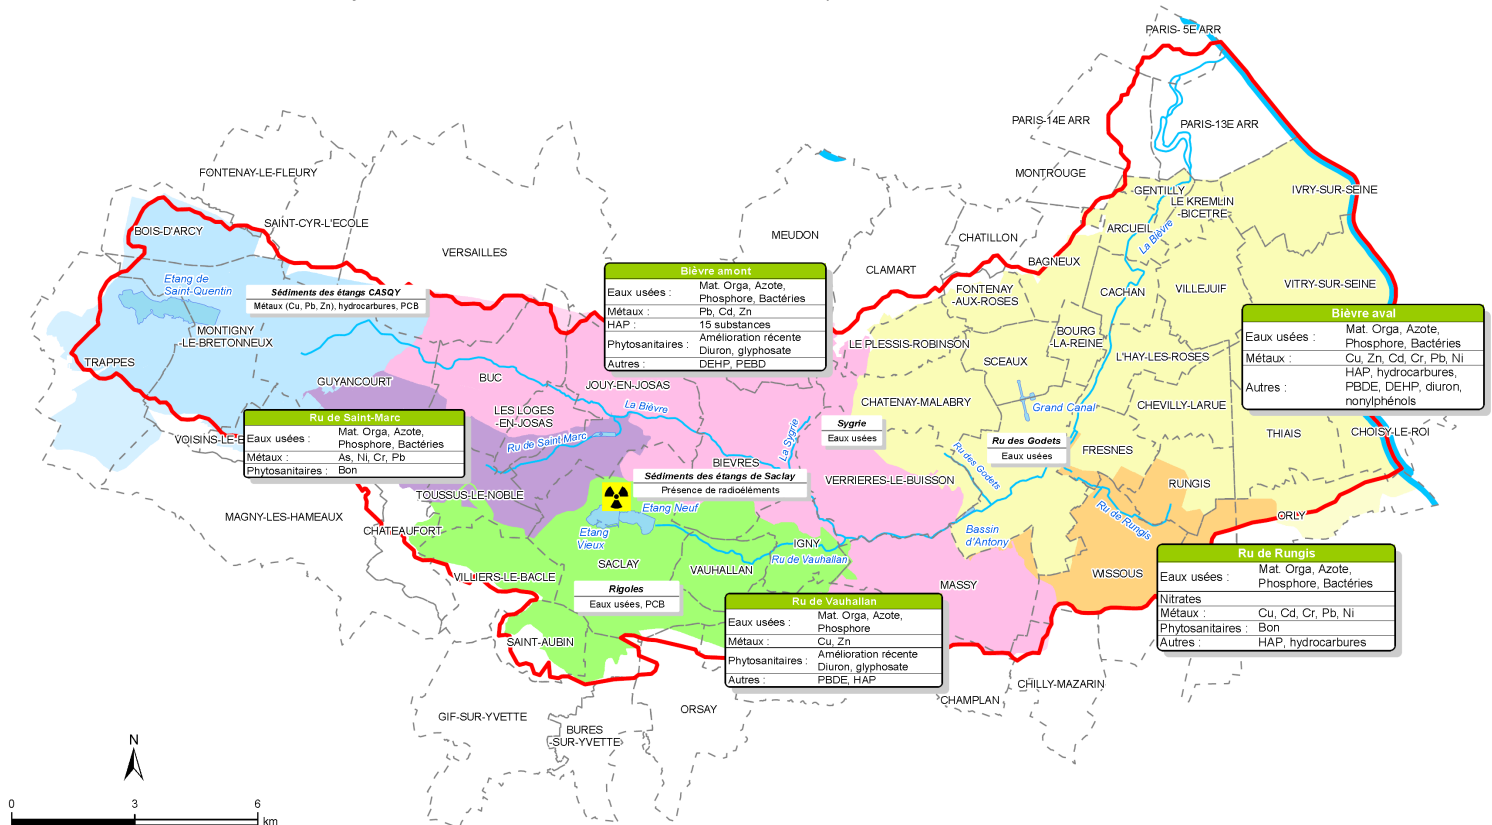 PARIS- 5E ARR
PARIS-14E ARR
PARIS-13E ARR
FONTENAY-LE-FLEURY
MONTROUGE
GENTILLY
IVRY-SUR-SEINE
LE KREMLIN
-BICETRE-
BOIS-D'ARCY
SAINT-CYR-L'ECOLE
ARCUEIL
La Bièvre
MEUDON
CHATILLON
VERSAILLES
BAGNEUX
CLAMART
Etang de
Saint-Quentin
Sédiments des étangs CASQY
Métaux (Cu, Pb, Zn), hydrocarbures, PCB
Bièvre amont
Eaux usées : Mat. Orga, Azote,
Phosphore, Bactéries
Métaux : Pb, Cd, Zn
HAP : 15 substances
Phytosanitaires : Amélioration récente
Diuron, glyphosate
Autres : DEHP, PEBD
FONTENAY
-AUX-ROSES
CACHAN
VILLEJUIF
VITRY-SUR-SEINE
Bièvre aval
Eaux usées : Mat. Orga, Azote,
Phosphore, Bactéries
Métaux : Cu, Zn, Cd, Cr, Pb, Ni
Autres : HAP, hydrocarbures,
PBDE, DEHP, diuron,
nonylphénols
MONTIGNY
-LE-BRETONNEUX
TRAPPES
LE PLESSIS-ROBINSON
BOURG
-LA-REINE
SCEAUX
L'HAY-LES-ROSES
GUYANCOURT
BUC
JOUY-EN-JOSAS
CHATENAY-MALABRY
Grand Canal
CHEVILLY-LARUE
LES LOGES
-EN-JOSAS
La Bièvre
Ru de Saint-Marc
Eaux usées : Mat. Orga, Azote,
Phosphore, Bactéries
Métaux : As, Ni, Cr, Pb
Phytosanitaires : Bon
VOISINS-LE-B
Ru de Saint-Marc
La Sygrie
Sygrie
Eaux usées
Ru des Godets
Eaux usées
THIAIS
CHOISY-LE-ROI
FRESNES
BIEVRES
Ru des Godets
Sédiments des étangs de Saclay
Présence de radioéléments
VERRIERES-LE-BUISSON
RUNGIS
TOUSSUS-LE-NOBLE
Etang Neuf
Ru de Rungis
ORLY
MAGNY-LES-HAMEAUX
CHATEAUFORT
Etang
Vieux
Bassin
d'Antony
IGNY
Ru de Vauhallan
SACLAY
VAUHALLAN
VILLIERS-LE-BACLE
WISSOUS
MASSY
Ru de Rungis
Eaux usées : Mat. Orga, Azote,
Phosphore, Bactéries
Nitrates
Métaux : Cu, Cd, Cr, Pb, Ni
Phytosanitaires : Bon
Autres : HAP, hydrocarbures
Rigoles
Eaux usées, PCB
Ru de Vauhallan
Eaux usées : Mat. Orga, Azote,
Phosphore
Métaux : Cu, Zn
Phytosanitaires : Amélioration récente
Diuron, glyphosate
Autres : PBDE, HAP
SAINT-AUBIN
CHILLY-MAZARIN
CHAMPLAN
ORSAY
GIF-SUR-YVETTE
BURES
-SUR-YVETTE
N
0 3 6
km